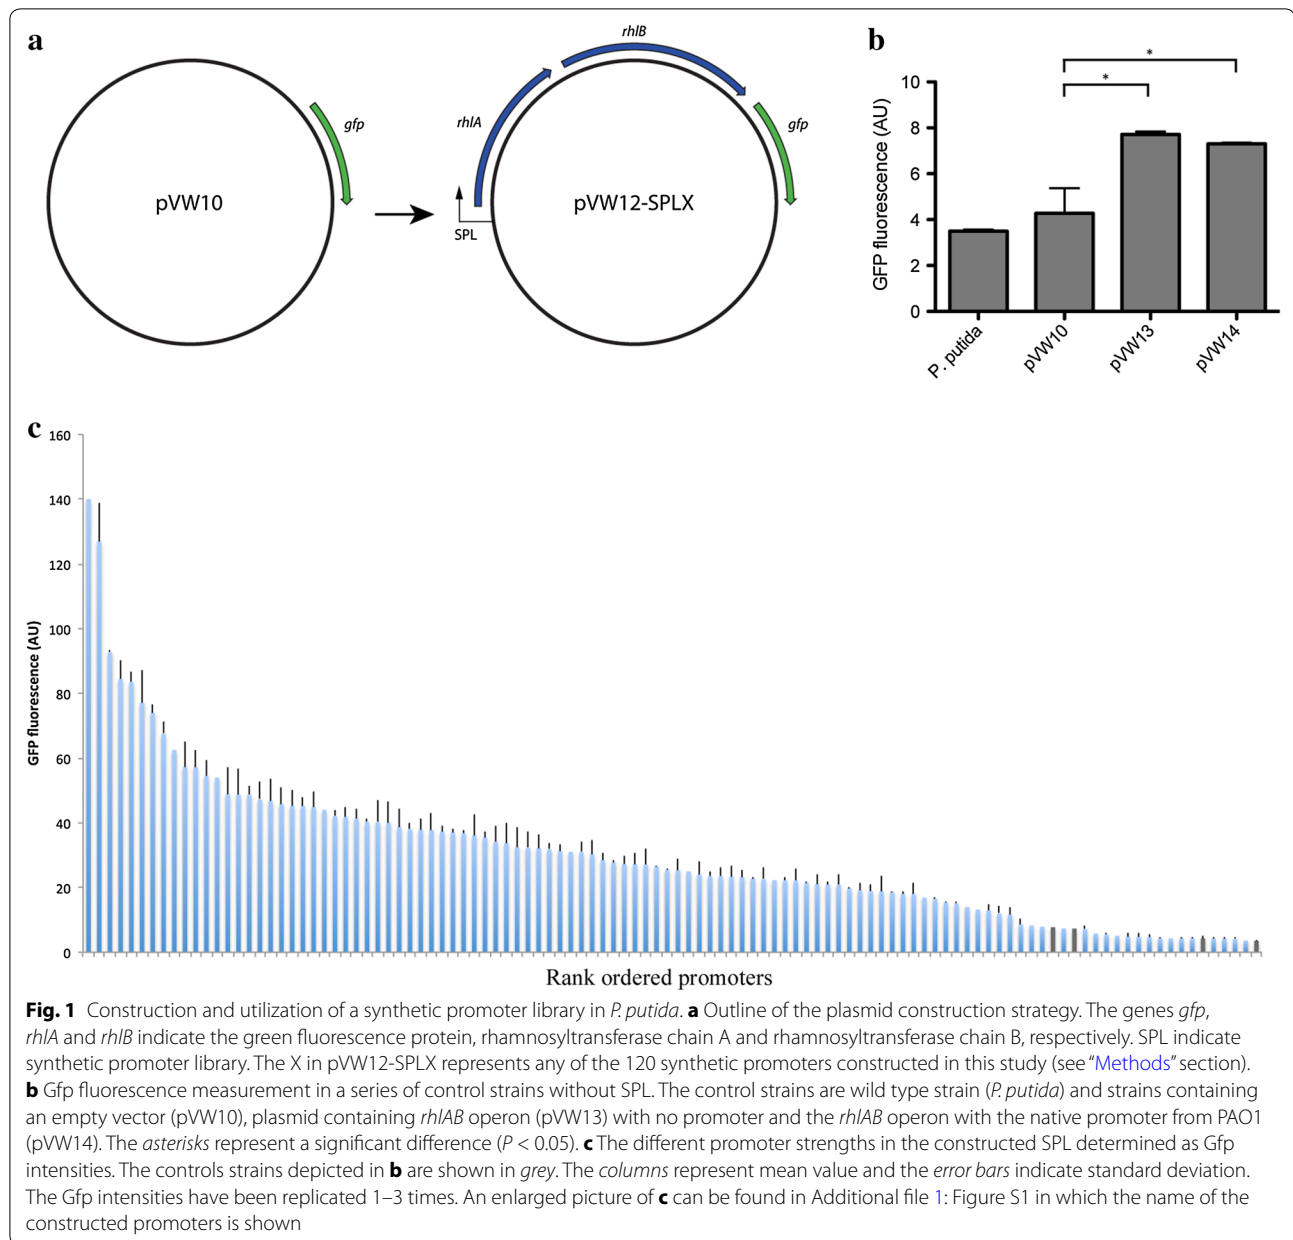 a
rhlB
rhlA
gfp
gfp
pVW10
pVW12-SPLX
SPL
b
*
*
10
8
6
4
2
0
GFP fluorescence (AU)
P. putida
pVW10
pVW13
pVW14
c
160
140
120
100
80
60
40
20
0
GFP fluorescence (AU)
Rank ordered promoters
Fig. 1 Construction and utilization of a synthetic promoter library in P. putida. a Outline of the plasmid construction strategy. The genes gfp,
rhlA and rhlB indicate the green fluorescence protein, rhamnosyltransferase chain A and rhamnosyltransferase chain B, respectively. SPL indicate
synthetic promoter library. The X in pVW12-SPLX represents any of the 120 synthetic promoters constructed in this study (see “Methods” section).
b Gfp fluorescence measurement in a series of control strains without SPL. The control strains are wild type strain (P. putida) and strains containing
an empty vector (pVW10), plasmid containing rhlAB operon (pVW13) with no promoter and the rhlAB operon with the native promoter from PAO1
(pVW14). The asterisks represent a significant difference (P < 0.05). c The different promoter strengths in the constructed SPL determined as Gfp
intensities. The controls strains depicted in b are shown in grey. The columns represent mean value and the error bars indicate standard deviation.
The Gfp intensities have been replicated 1–3 times. An enlarged picture of c can be found in Additional file 1: Figure S1 in which the name of the
constructed promoters is shown